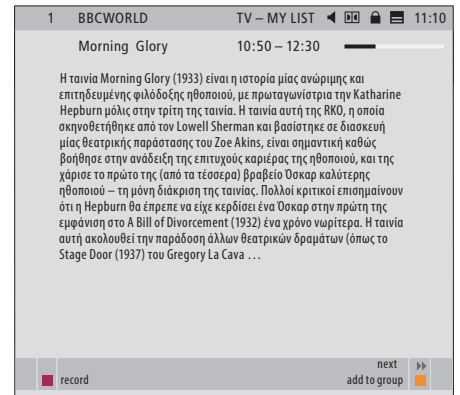 1 BBCWORLD TV – MY LIST 11:10
Morning Glory 10:50 – 12:30
Η ταινία Morning Glory (1933) είναι η ιστορία μίας ανώριμης και
επιτηδευμένης φιλόδοξης ηθοποιού, με πρωταγωνίστρια την Katharine
Hepburn μόλις στην τρίτη της ταινία. Η ταινία αυτή της RKO, η οποία
σκηνοθετήθηκε από τον Lowell Sherman και βασίστηκε σε διασκευή
μίας θεατρικής παράστασης του Zoe Akins, είναι σημαντική καθώς
βοήθησε στην ανάδειξη της επιτυχούς καριέρας της ηθοποιού, και της
χάρισε το πρώτο της (από τα τέσσερα) βραβείο Όσκαρ καλύτερης
ηθοποιού – τη μόνη διάκριση της ταινίας. Πολλοί κριτικοί επισημαίνουν
ότι η Hepburn θα έπρεπε να είχε κερδίσει ένα Όσκαρ στην πρώτη της
εμφάνιση στο A Bill of Divorcement (1932) ένα χρόνο νωρίτερα. Η ταινία
αυτή ακολουθεί την παράδοση άλλων θεατρικών δραμάτων (όπως το
Stage Door (1937) του Gregory La Cava …
next
record add to group